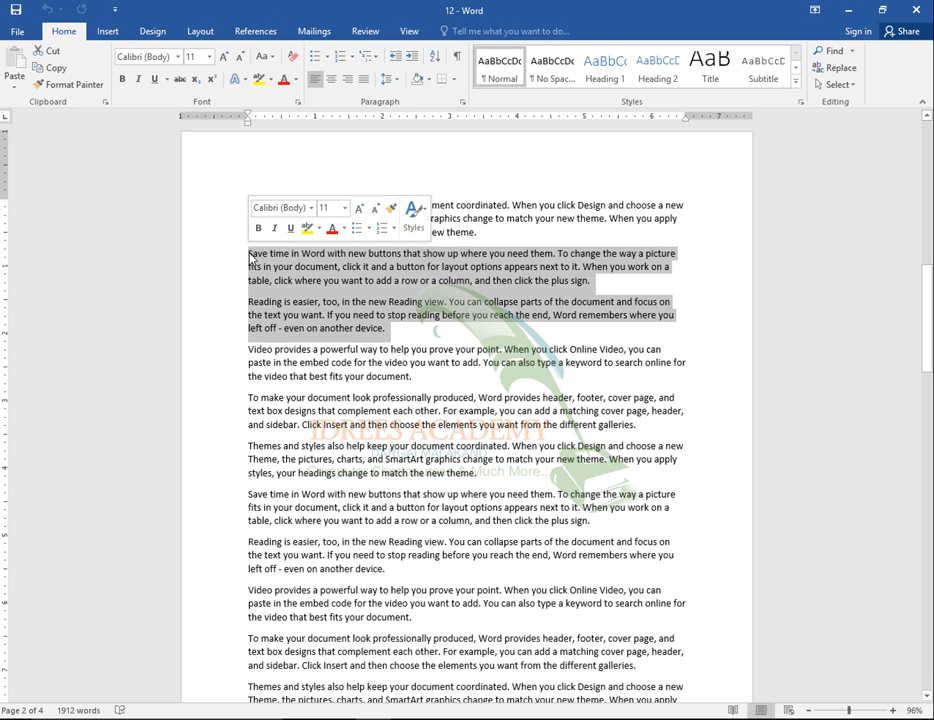 12 - Word
File Home Insert Design Layout References Mailings Review View Tell me what you want to do... Sign in Share
Cut
Copy
Format Painter
Paste
Calibri (Body) 11 Aa
B I U abc X₂ X² A ab A
AaBbCcDc AaBbCcDc AaBbCc AaBbCcD AaB AaBbCcD
¶ Normal ¶ No Spac... Heading 1 Heading 2 Title Subtitle
Find
Replace
Select
Clipboard Font Paragraph Styles Editing
1 1 2 3 4 5 6 7
ment coordinated. When you click Design and choose a new
raphics change to match your new theme. When you apply
ew theme.
Calibri (Body) 11
B I U ab A Styles
Save time in Word with new buttons that show up where you need them. To change the way a picture
fits in your document, click it and a button for layout options appears next to it. When you work on a
table, click where you want to add a row or a column, and then click the plus sign.
Reading is easier, too, in the new Reading view. You can collapse parts of the document and focus on
the text you want. If you need to stop reading before you reach the end, Word remembers where you
left off - even on another device.
Video provides a powerful way to help you prove your point. When you click Online Video, you can
paste in the embed code for the video you want to add. You can also type a keyword to search online for
the video that best fits your document.
To make your document look professionally produced, Word provides header, footer, cover page, and
text box designs that complement each other. For example, you can add a matching cover page, header,
and sidebar. Click Insert and then choose the elements you want from the different galleries.
IDREES ACADEMY
Themes and styles also help keep your document coordinated. When you click Design and choose a new
Theme, the pictures, charts, and SmartArt graphics change to match your new theme. When you apply
styles, your headings change to match the new theme.
& Much More...
Save time in Word with new buttons that show up where you need them. To change the way a picture
fits in your document, click it and a button for layout options appears next to it. When you work on a
table, click where you want to add a row or a column, and then click the plus sign.
Reading is easier, too, in the new Reading view. You can collapse parts of the document and focus on
the text you want. If you need to stop reading before you reach the end, Word remembers where you
left off - even on another device.
Video provides a powerful way to help you prove your point. When you click Online Video, you can
paste in the embed code for the video you want to add. You can also type a keyword to search online for
the video that best fits your document.
To make your document look professionally produced, Word provides header, footer, cover page, and
text box designs that complement each other. For example, you can add a matching cover page, header,
and sidebar. Click Insert and then choose the elements you want from the different galleries.
Themes and styles also help keep your document coordinated. When you click Design and choose a new
Theme, the pictures, charts, and SmartArt graphics change to match your new theme. When you apply
Page 2 of 4 1912 words 96%